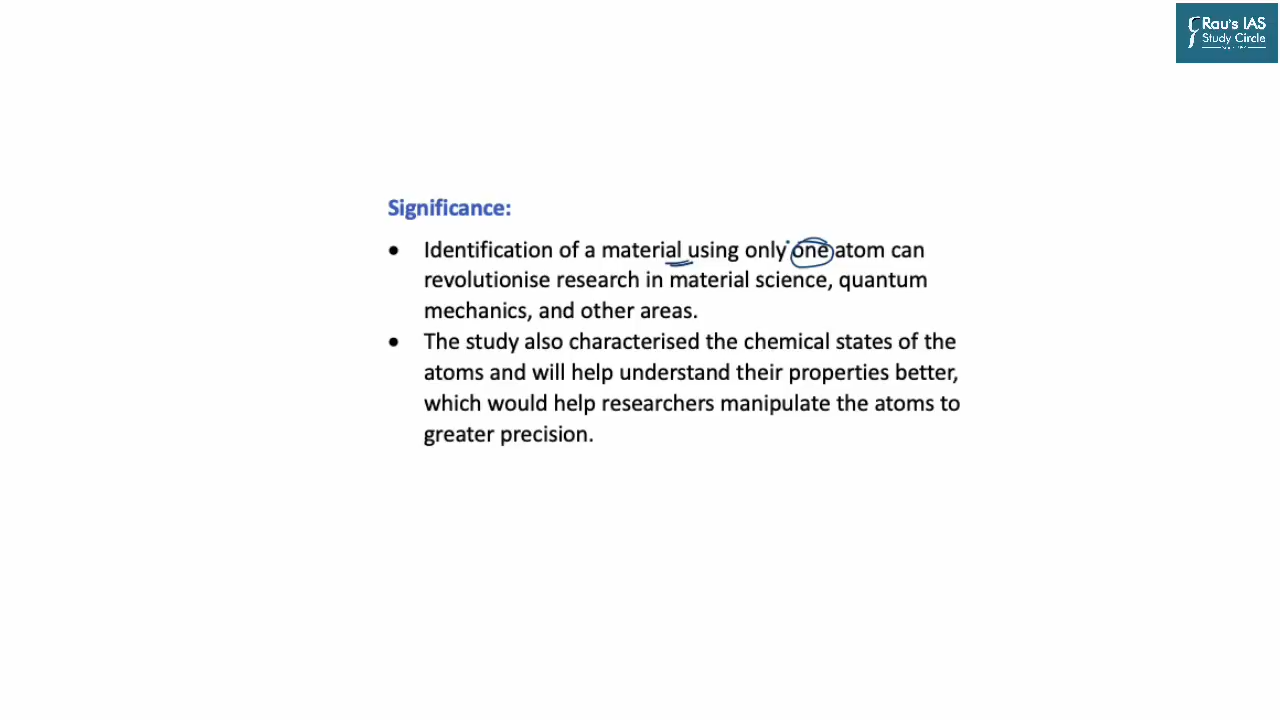 Rau's IAS
Study Circle
Significance:
• Identification of a material using only one atom can
revolutionise research in material science, quantum
mechanics, and other areas.
• The study also characterised the chemical states of the
atoms and will help understand their properties better,
which would help researchers manipulate the atoms to
greater precision.